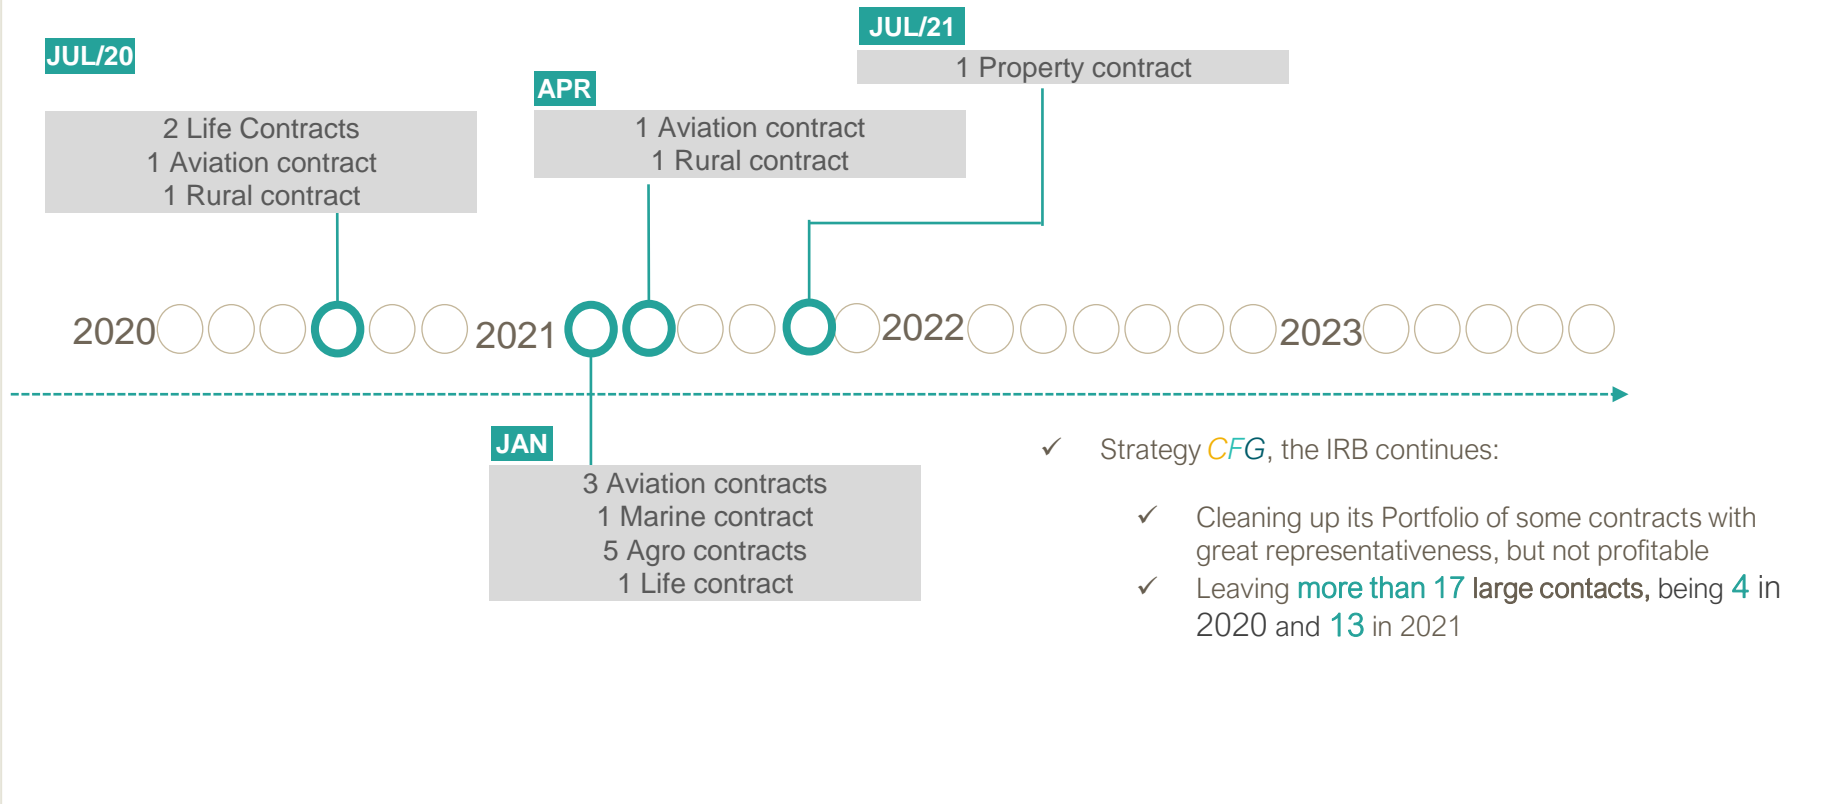 JUL/20
2 Life Contracts
1 Aviation contract
1 Rural contract
APR
1 Aviation contract
1 Rural contract
JUL/21
1 Property contract
2020
2021
2022
2023
JAN
3 Aviation contracts
1 Marine contract
5 Agro contracts
1 Life contract
✓ Strategy CFG, the IRB continues:
✓ Cleaning up its Portfolio of some contracts with
great representativeness, but not profitable
✓ Leaving more than 17 large contacts, being 4 in
2020 and 13 in 2021